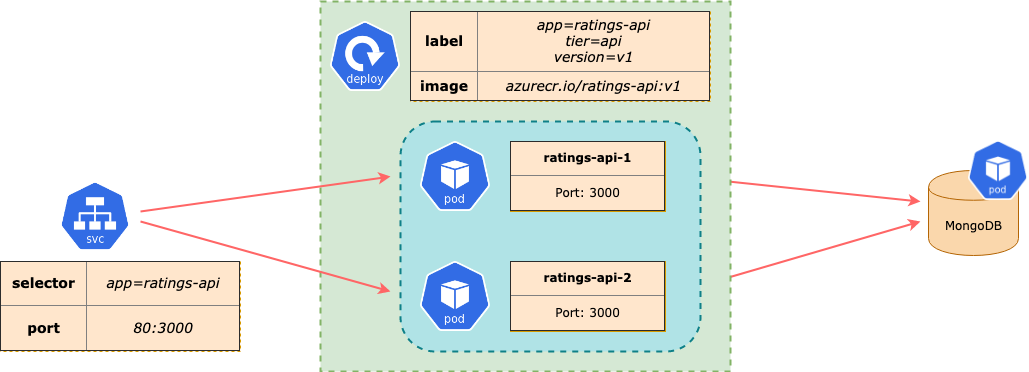 deploy
label
app=ratings-api
tier=api
version=v1
image
azurecr.io/ratings-api:v1
pod
ratings-api-1
Port: 3000
svc
selector
app=ratings-api
port
80:3000
pod
ratings-api-2
Port: 3000
pod
MongoDB